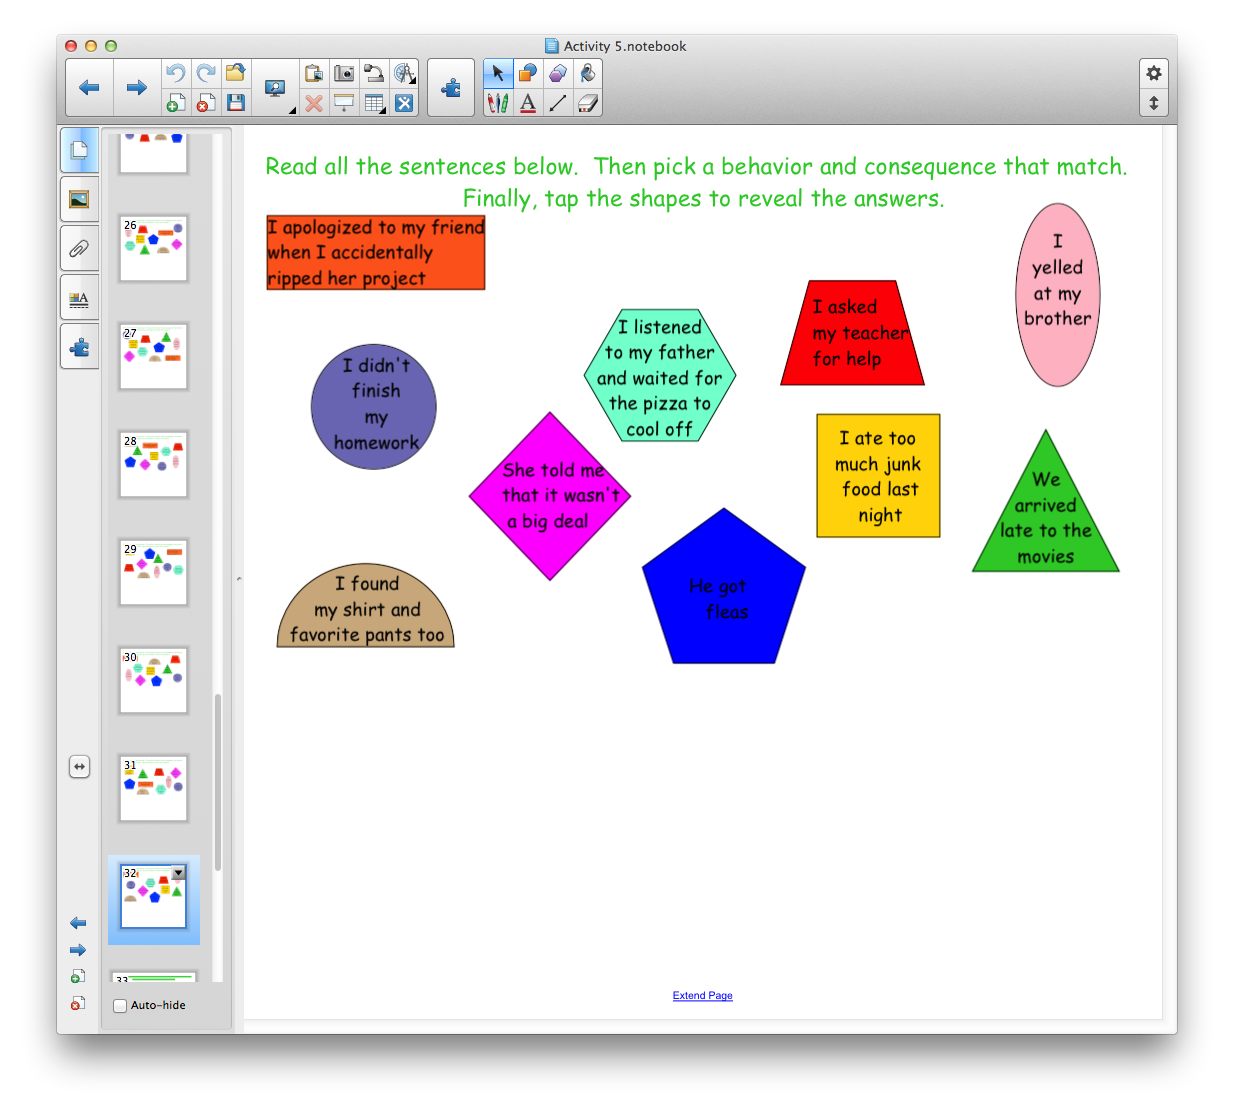 Activity 5.notebook
Read all the sentences below.  Then pick a behavior and consequence that match.
Finally, tap the shapes to reveal the answers.
I apologized to my friend
when I accidentally
ripped her project
I
yelled
at my
brother
I asked
my teacher
for help
I listened
to my father
and waited for
the pizza to
cool off
I didn't
finish
my
homework
She told me
that it wasn't
a big deal
I ate too
much junk
food last
night
We
arrived
late to the
movies
He got
fleas
I found
my shirt and
favorite pants too
26
27
28
29
30
31
32
33
Auto-hide
Extend Page